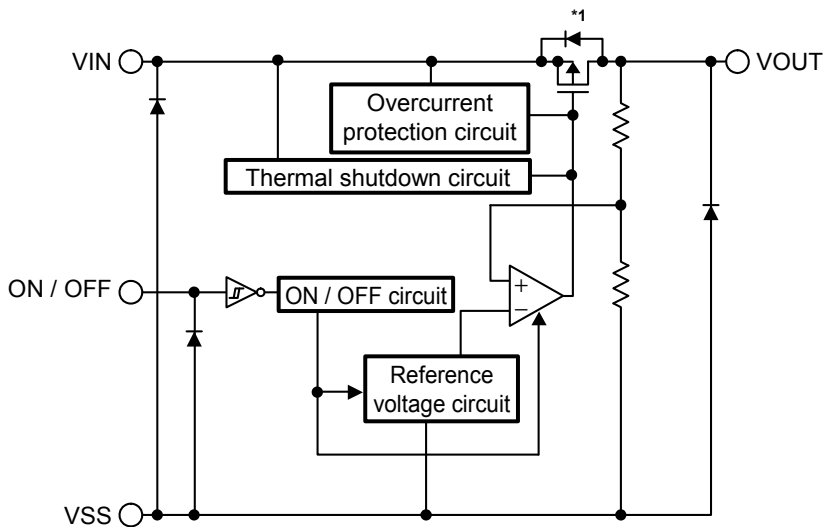 *1
VIN
VOUT
Overcurrent
protection circuit
Thermal shutdown circuit
ON / OFF
ON / OFF circuit
+
−
Reference
voltage circuit
VSS